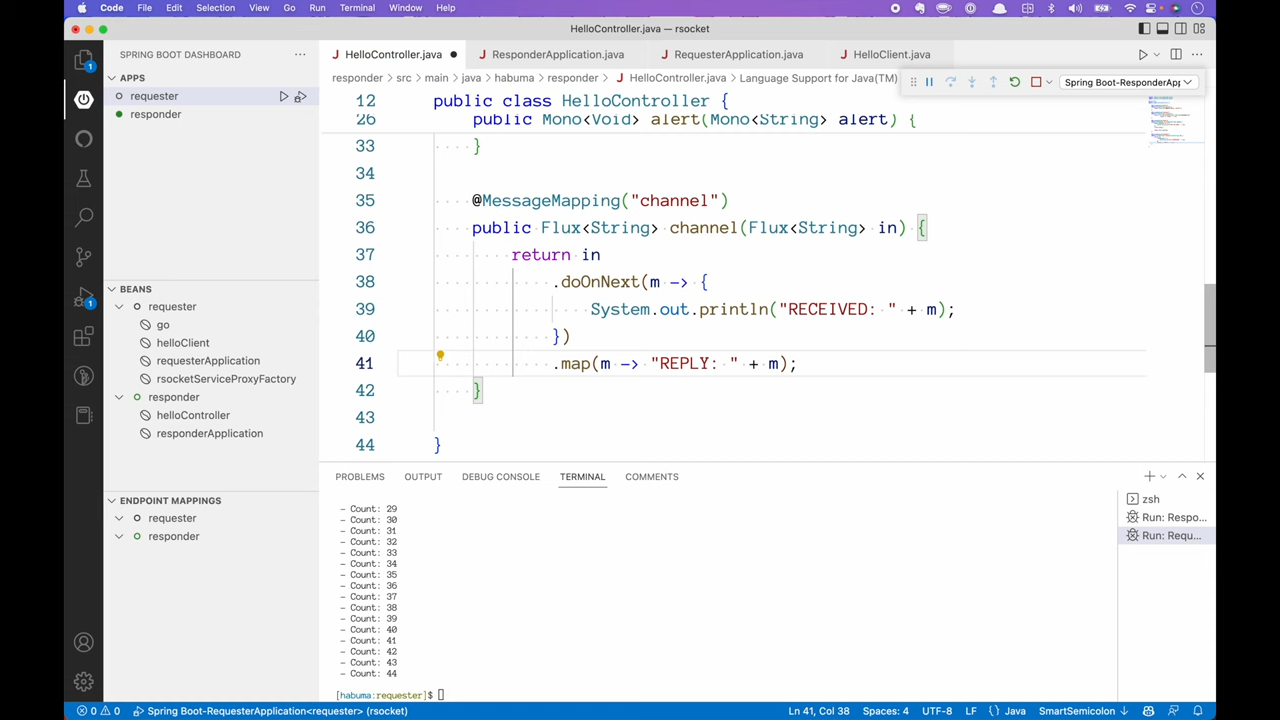 Code File Edit Selection View Go Run Terminal Window Help
HelloController.java — rsocket
SPRING BOOT DASHBOARD
APPS
requester
responder
BEANS
requester
go
helloClient
requesterApplication
rsocketServiceProxyFactory
responder
helloController
responderApplication
ENDPOINT MAPPINGS
requester
responder
J HelloController.java J ResponderApplication.java J RequesterApplication.java J HelloClient.java
responder > src > main > java > habuma > responder > J HelloController.java > Language Support for Java(TM)
Spring Boot-ResponderApp
12 public class HelloController {
26 public Mono<Void> alert(Mono<String> alert) {
33 }
34
35 @MessageMapping("channel")
36 public Flux<String> channel(Flux<String> in) {
37 return in
38 .doOnNext(m -> {
39 System.out.println("RECEIVED: " + m);
40 })
41 .map(m -> "REPLY: " + m);
42 }
43
44 }
PROBLEMS OUTPUT DEBUG CONSOLE TERMINAL COMMENTS
- Count: 29
- Count: 30
- Count: 31
- Count: 32
- Count: 33
- Count: 34
- Count: 35
- Count: 36
- Count: 37
- Count: 38
- Count: 39
- Count: 40
- Count: 41
- Count: 42
- Count: 43
- Count: 44
[habuma:requester]$
zsh
Run: Respo...
Run: Requ...
0 0 Spring Boot-RequesterApplication<requester> (rsocket) Ln 41, Col 38 Spaces: 4 UTF-8 LF {} Java SmartSemicolon